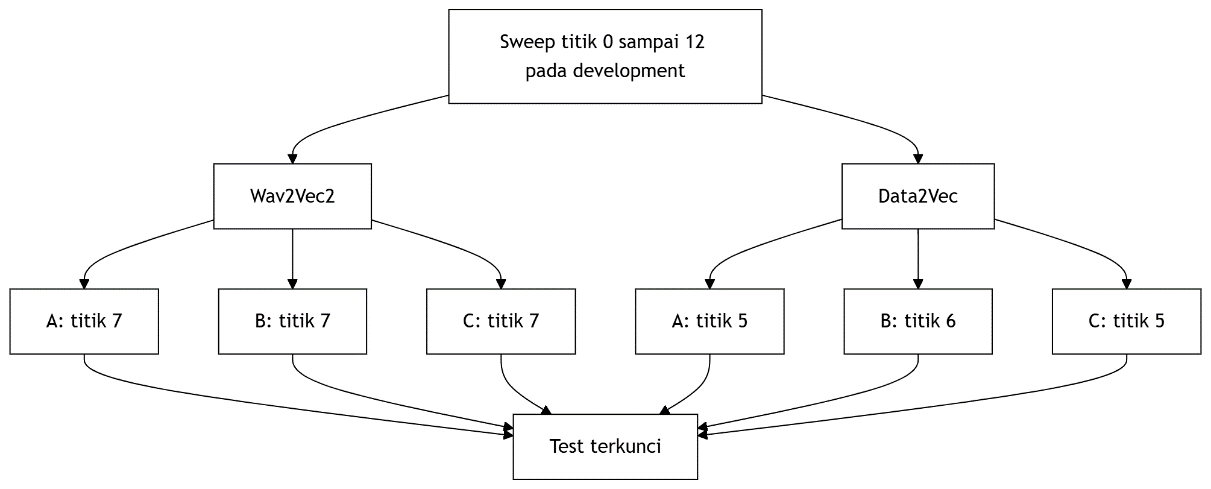 Sweep titik 0 sampai 12
pada development
Wav2Vec2
Data2Vec
A: titik 7
B: titik 7
C: titik 7
A: titik 5
B: titik 6
C: titik 5
Test terkunci